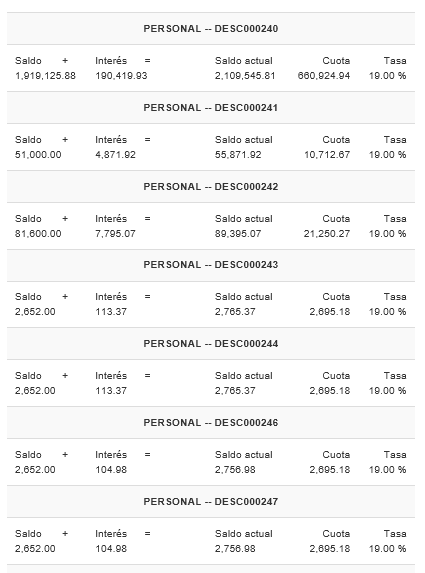 PERSONAL -- DESC000240
Saldo + Interés = Saldo actual Cuota Tasa
1,919,125.88 190,419.93 2,109,545.81 660,924.94 19.00 %
PERSONAL -- DESC000241
Saldo + Interés = Saldo actual Cuota Tasa
51,000.00 4,871.92 55,871.92 10,712.67 19.00 %
PERSONAL -- DESC000242
Saldo + Interés = Saldo actual Cuota Tasa
81,600.00 7,795.07 89,395.07 21,250.27 19.00 %
PERSONAL -- DESC000243
Saldo + Interés = Saldo actual Cuota Tasa
2,652.00 113.37 2,765.37 2,695.18 19.00 %
PERSONAL -- DESC000244
Saldo + Interés = Saldo actual Cuota Tasa
2,652.00 113.37 2,765.37 2,695.18 19.00 %
PERSONAL -- DESC000246
Saldo + Interés = Saldo actual Cuota Tasa
2,652.00 104.98 2,756.98 2,695.18 19.00 %
PERSONAL -- DESC000247
Saldo + Interés = Saldo actual Cuota Tasa
2,652.00 104.98 2,756.98 2,695.18 19.00 %